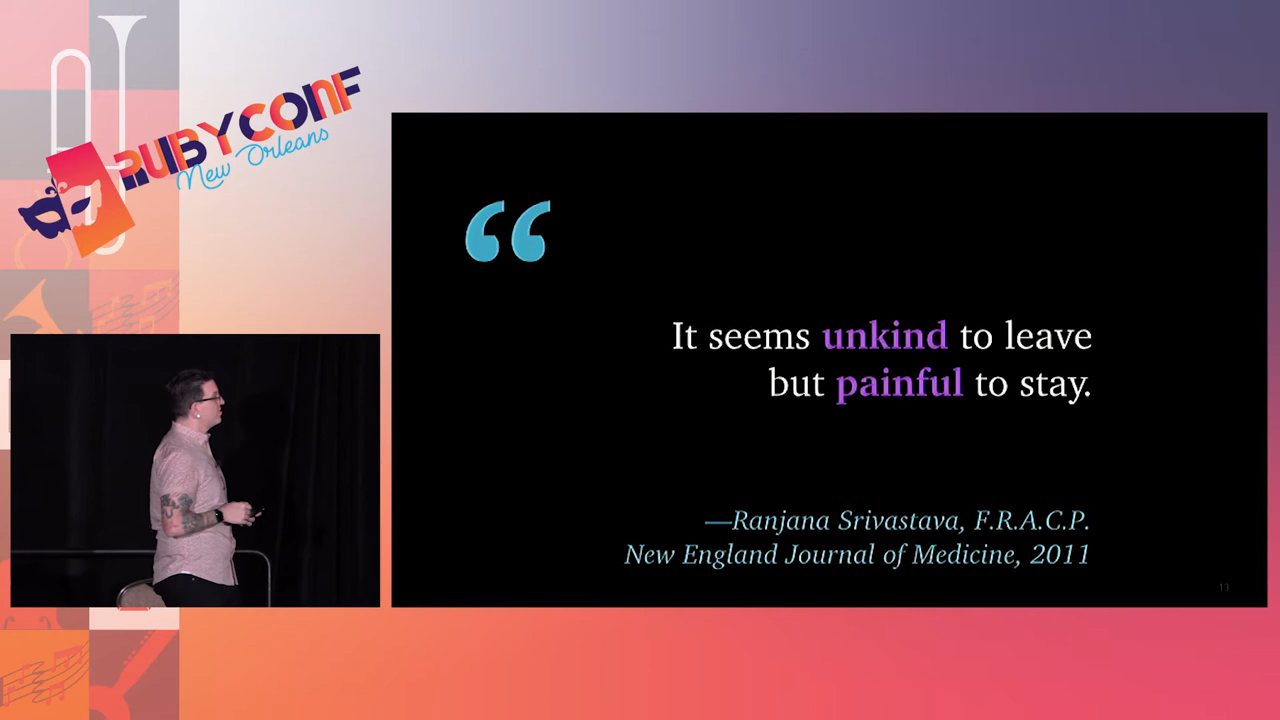 RUBYCONF
New Orleans
“
It seems unkind to leave
but painful to stay.
—Ranjana Srivastava, F.R.A.C.P.
New England Journal of Medicine, 2011
13